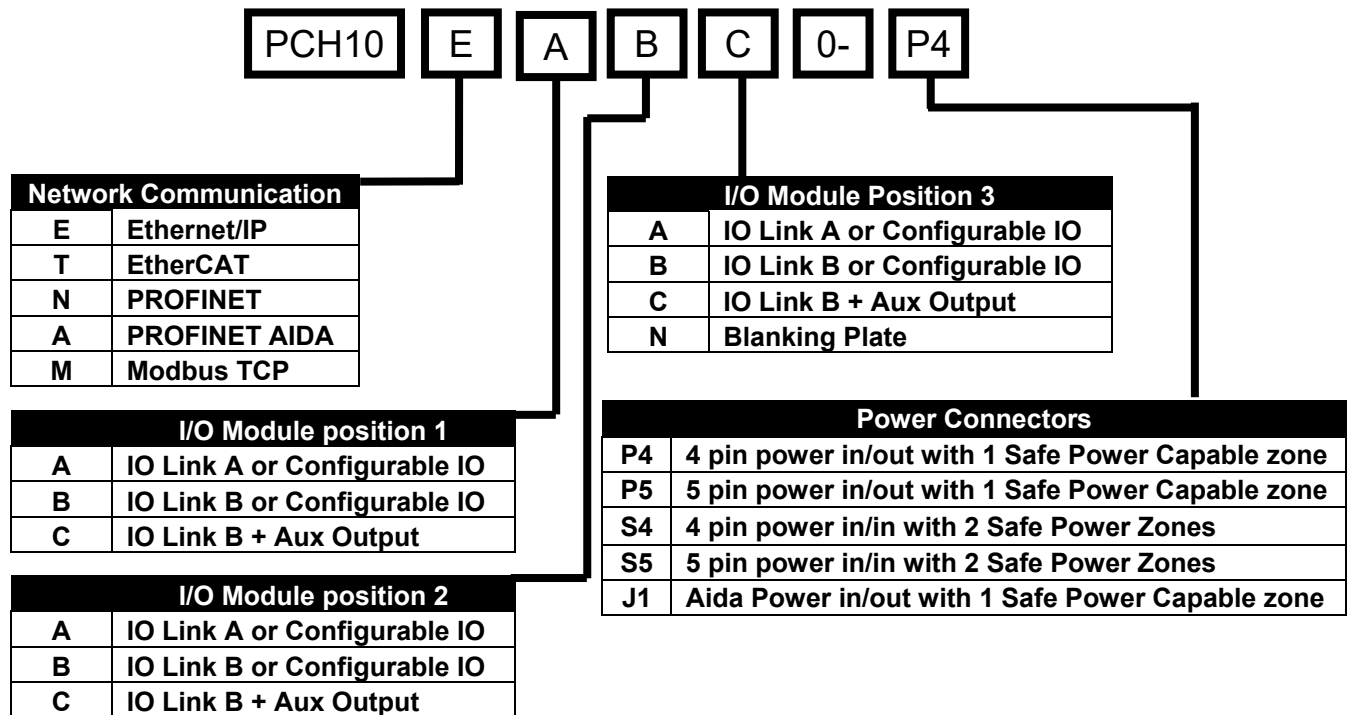 PCH10 E A B C 0- P4
Network Communication
E Ethernet/IP
T EtherCAT
N PROFINET
A PROFINET AIDA
M Modbus TCP
I/O Module position 1
A IO Link A or Configurable IO
B IO Link B or Configurable IO
C IO Link B + Aux Output
I/O Module position 2
A IO Link A or Configurable IO
B IO Link B or Configurable IO
C IO Link B + Aux Output
I/O Module Position 3
A IO Link A or Configurable IO
B IO Link B or Configurable IO
C IO Link B + Aux Output
N Blanking Plate
Power Connectors
P4 4 pin power in/out with 1 Safe Power Capable zone
P5 5 pin power in/out with 1 Safe Power Capable zone
S4 4 pin power in/in with 2 Safe Power Zones
S5 5 pin power in/in with 2 Safe Power Zones
J1 Aida Power in/out with 1 Safe Power Capable zone